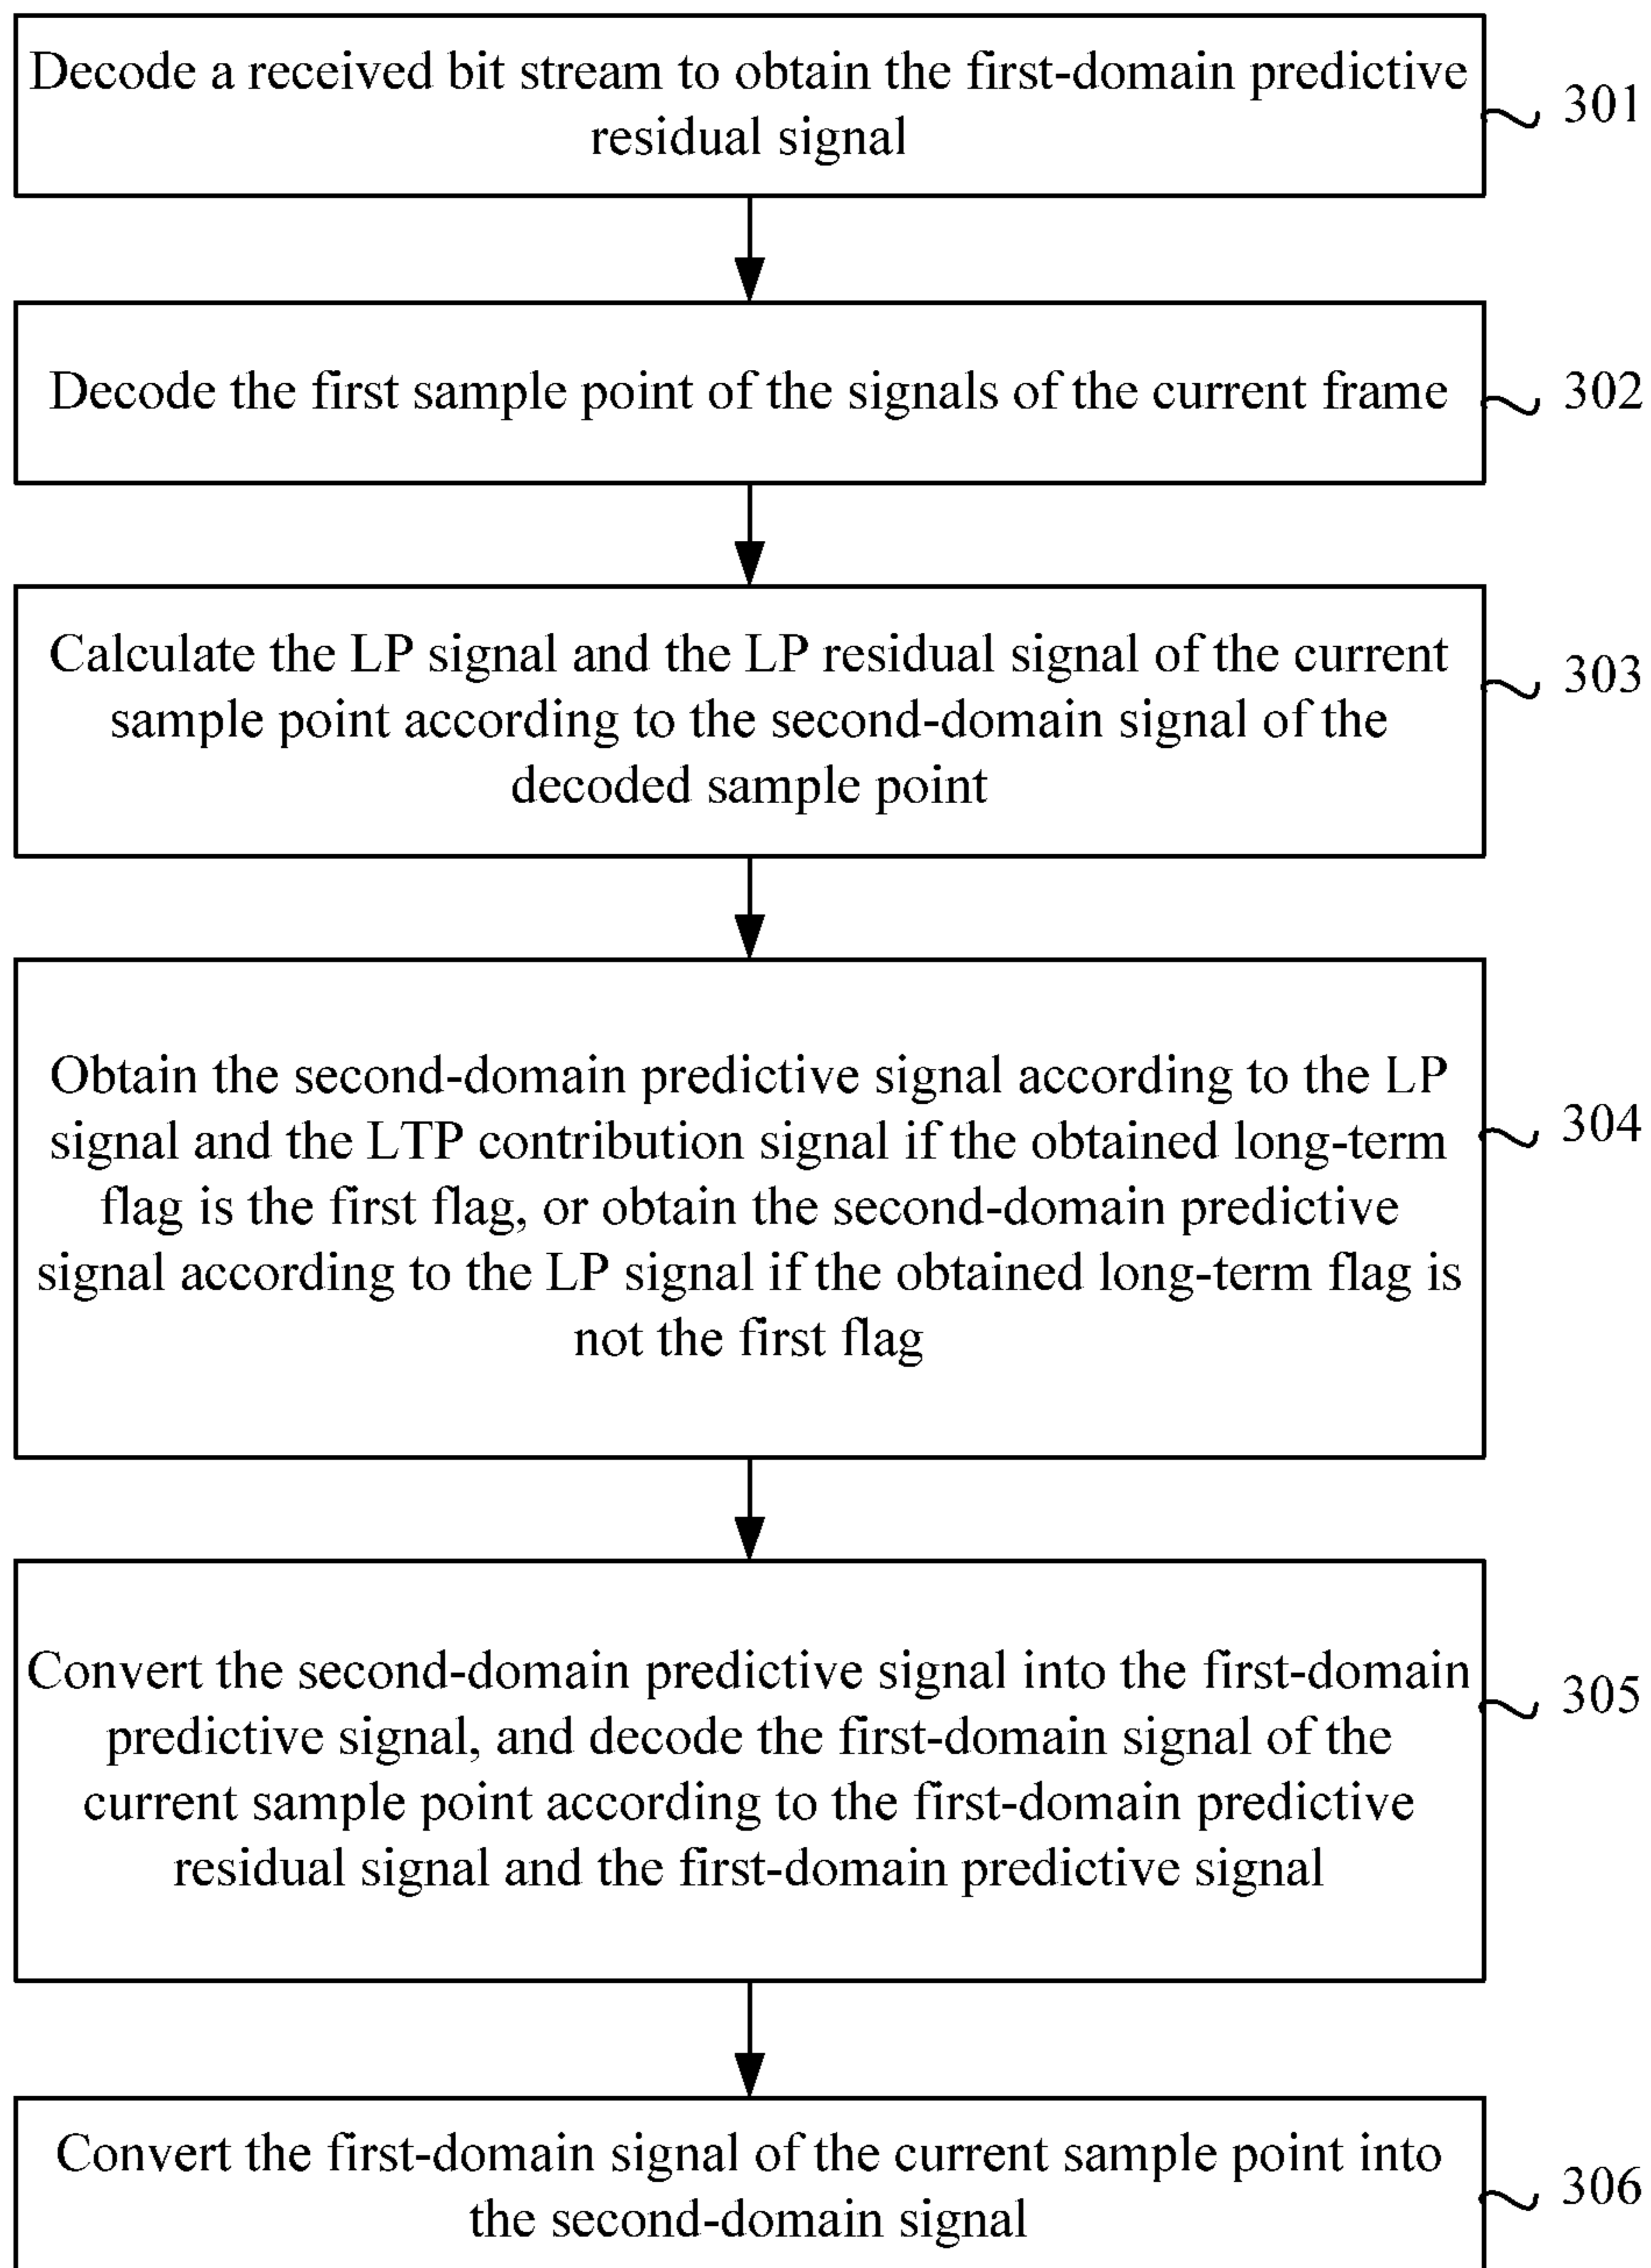 Decode a received bit stream to obtain the first-domain predictive
residual signal
301
Decode the first sample point of the signals of the current frame
302
Calculate the LP signal and the LP residual signal of the current
sample point according to the second-domain signal of the
decoded sample point
303
Obtain the second-domain predictive signal according to the LP
signal and the LTP contribution signal if the obtained long-term
flag is the first flag, or obtain the second-domain predictive
signal according to the LP signal if the obtained long-term flag is
not the first flag
304
Convert the second-domain predictive signal into the first-domain
predictive signal, and decode the first-domain signal of the
current sample point according to the first-domain predictive
residual signal and the first-domain predictive signal
305
Convert the first-domain signal of the current sample point into
the second-domain signal
306